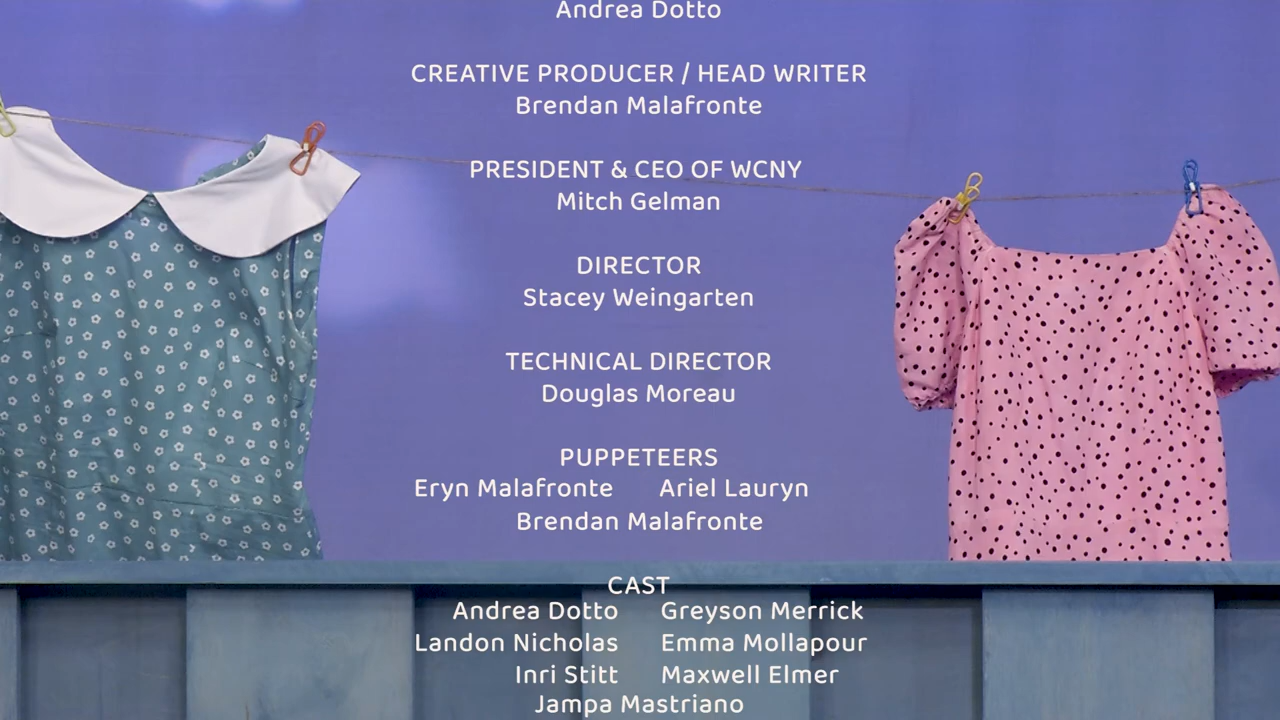 Andrea Dotto
CREATIVE PRODUCER / HEAD WRITER
Brendan Malafronte
PRESIDENT & CEO OF WCNY
Mitch Gelman
DIRECTOR
Stacey Weingarten
TECHNICAL DIRECTOR
Douglas Moreau
PUPPETEERS
Eryn Malafronte Ariel Lauryn
Brendan Malafronte
CAST
Andrea Dotto Greyson Merrick
Landon Nicholas Emma Mollapour
Inri Stitt Maxwell Elmer
Jampa Mastriano